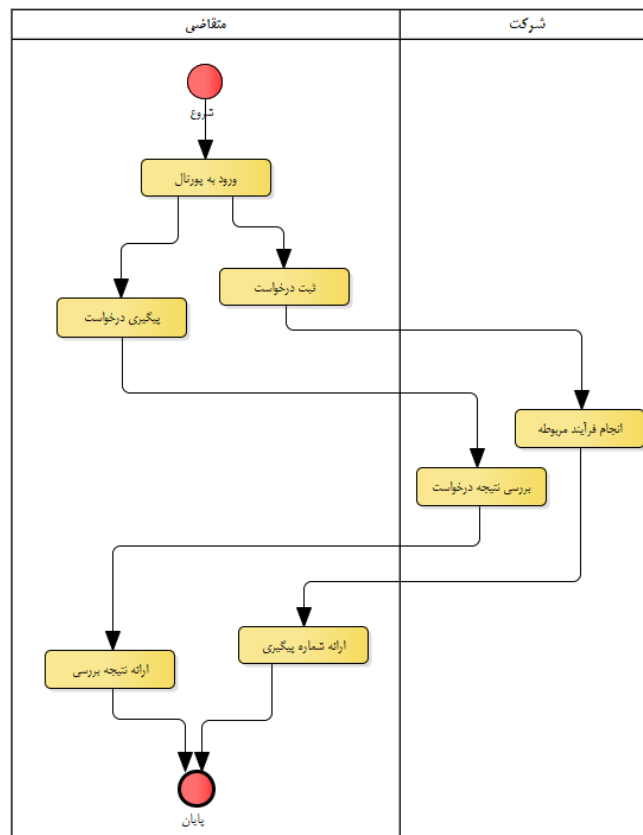 شرکت
متقاضی
شروع
ورود به پورتال
ثبت درخواست
پیگیری درخواست
انجام فرآیند مربوطه
بررسی نتیجه درخواست
ارائه شماره پیگیری
ارائه نتیجه بررسی
پایان